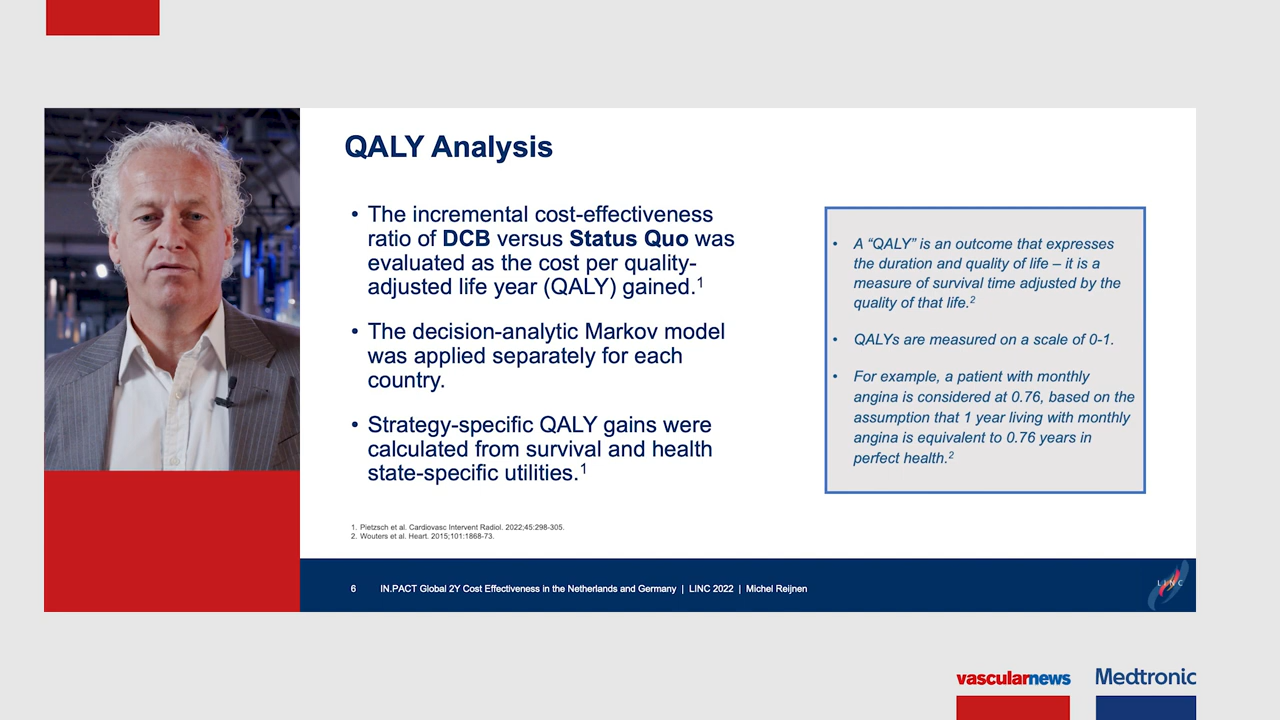 QALY Analysis
• The incremental cost-effectiveness
ratio of DCB versus Status Quo was
evaluated as the cost per quality-
adjusted life year (QALY) gained.1
• The decision-analytic Markov model
was applied separately for each
country.
• Strategy-specific QALY gains were
calculated from survival and health
state-specific utilities.1
• A “QALY” is an outcome that expresses
the duration and quality of life – it is a
measure of survival time adjusted by the
quality of that life.2
• QALYs are measured on a scale of 0-1.
• For example, a patient with monthly
angina is considered at 0.76, based on the
assumption that 1 year living with monthly
angina is equivalent to 0.76 years in
perfect health.2
1. Pietzsch et al. Cardiovasc Intervent Radiol. 2022;45:298-305.
2. Wouters et al. Heart. 2015;101:1868-73.
6 IN.PACT Global 2Y Cost Effectiveness in the Netherlands and Germany | LINC 2022 | Michel Reijnen
LINC
vascularnews
Medtronic